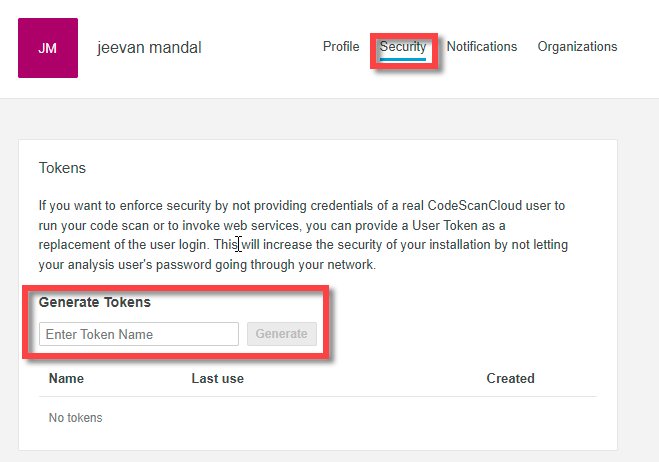 JM
jeevan mandal
Profile
Security
Notifications
Organizations
Tokens
If you want to enforce security by not providing credentials of a real CodeScanCloud user to
run your code scan or to invoke web services, you can provide a User Token as a
replacement of the user login. This will increase the security of your installation by not letting
your analysis user's password going through your network.
Generate Tokens
Enter Token Name
Generate
Name
Last use
Created
No tokens